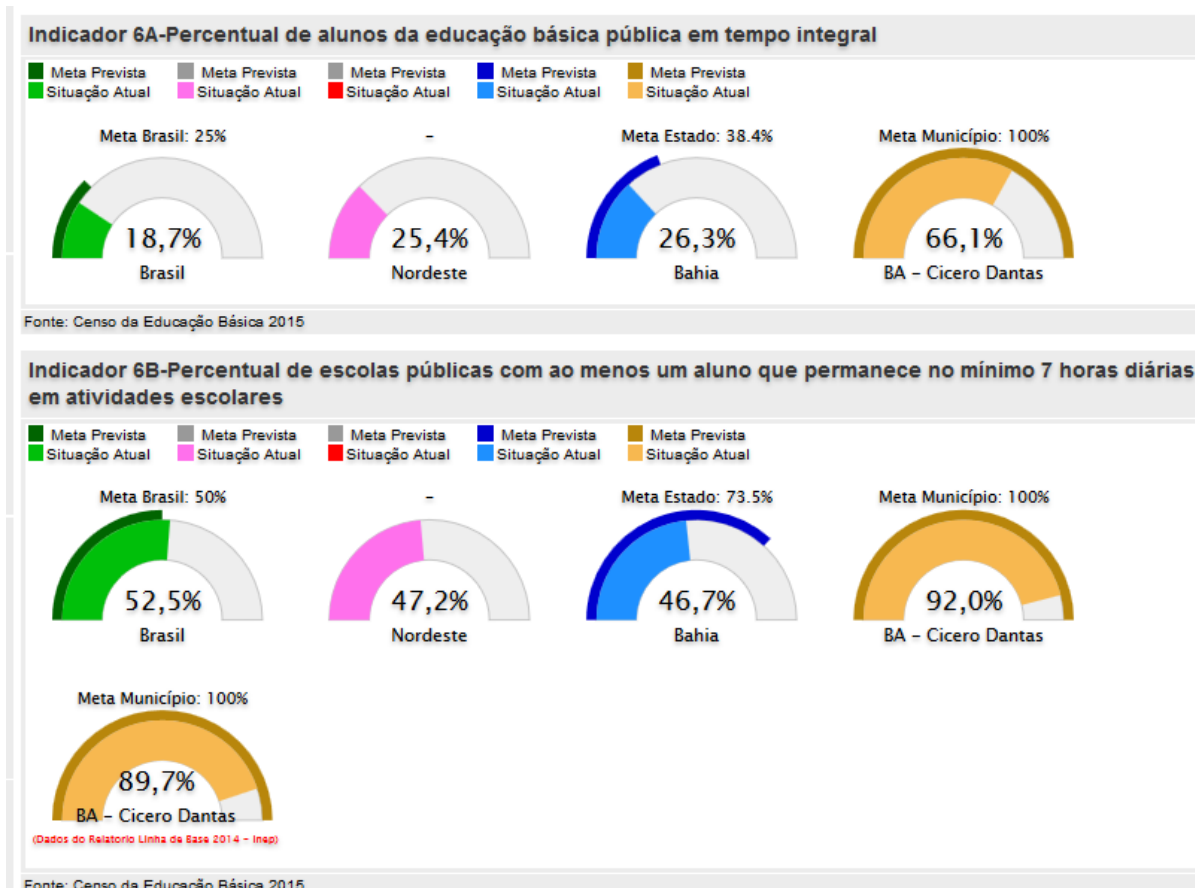 Indicador 6A-Percentual de alunos da educação básica pública em tempo integral
Meta Prevista Meta Prevista Meta Prevista Meta Prevista Meta Prevista
Situação Atual Situação Atual Situação Atual Situação Atual Situação Atual
Meta Brasil: 25% - Meta Estado: 38.4% Meta Município: 100%
18,7% 25,4% 26,3% 66,1%
Brasil Nordeste Bahia BA - Cicero Dantas
Fonte: Censo da Educação Básica 2015
Indicador 6B-Percentual de escolas públicas com ao menos um aluno que permanece no mínimo 7 horas diárias
em atividades escolares
Meta Prevista Meta Prevista Meta Prevista Meta Prevista Meta Prevista
Situação Atual Situação Atual Situação Atual Situação Atual Situação Atual
Meta Brasil: 50% - Meta Estado: 73.5% Meta Município: 100%
52,5% 47,2% 46,7% 92,0%
Brasil Nordeste Bahia BA - Cicero Dantas
Meta Município: 100%
89,7%
BA - Cicero Dantas
(Dados do Relatorio Linha de Base 2014 - Inep)
Fonte: Censo da Educação Básica 2015